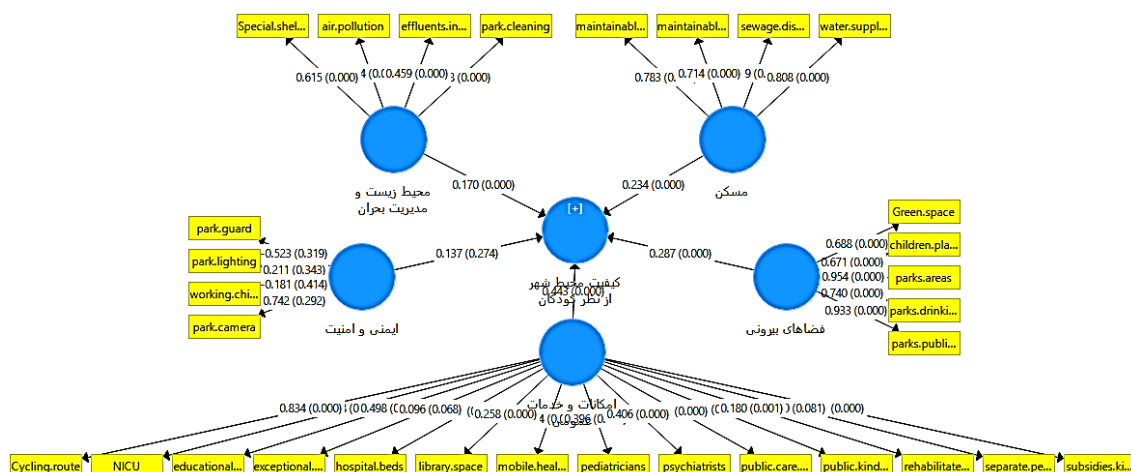 Special.shel...
air.pollution
effluents.in...
park.cleaning
maintainabl...
maintainabl...
sewage.dis...
water.suppl...
0.615 (0.000)
0.459 (0.000)
0.783 (0.
0.714 (0.000)
0.808 (0.000)
محیط زیست و
مدیریت بحران
مسکن
0.170 (0.000)
0.234 (0.000)
[+]
park.guard
park.lighting
working.chi...
park.camera
0.523 (0.319)
0.211 (0.343)
0.181 (0.414)
0.742 (0.292)
ایمنی و امنیت
0.137 (0.274)
0.287 (0.000)
کیفیت محیط شهر
از نظر کودکان
0.443 (0.000)
Green.space
children.pla...
parks.areas
parks.drinki...
parks.publi...
0.688 (0.000)
0.671 (0.000)
0.954 (0.000)
0.740 (0.000)
0.933 (0.000)
فضاهای بیرونی
امکانات و خدمات
عمومی
0.834 (0.000)
0.498 (0.
0.096 (0.068)
0.258 (0.000)
0.396 (0.
0.406 (0.000)
(0.000)
0.180 (0.001)
(0.081)
(0.000)
Cycling.route
NICU
educational....
exceptional....
hospital.beds
library.space
mobile.heal...
pediatricians
psychiatrists
public.care....
public.kind...
rehabilitate...
separate.pe...
subsidies.ki...